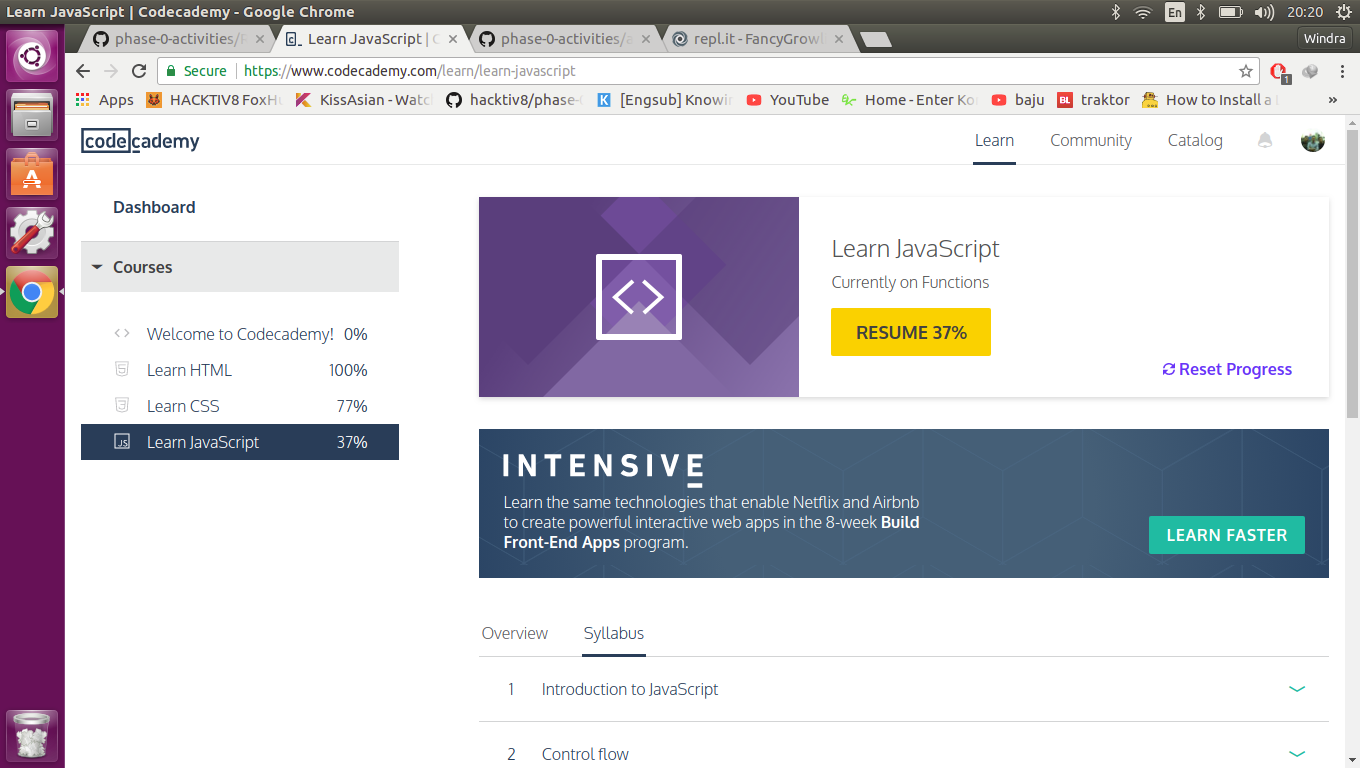 Learn JavaScript | Codecademy - Google Chrome
En
20:20
phase-0-activities/
Learn JavaScript |
phase-0-activities/
repl.it - FancyGrowl
Windra
Secure
https://www.codecademy.com/learn/learn-javascript
1
Apps
HACKTIV8 FoxHu
KissAsian - Watc
hacktiv8/phase-
[Engsub] Knowi
YouTube
Home - Enter Ko
baju
BL
traktor
How to Install a
»
codecademy
Learn
Community
Catalog
Dashboard
Courses
Welcome to Codecademy! 0%
Learn HTML 100%
Learn CSS 77%
JS Learn JavaScript 37%
Learn JavaScript
Currently on Functions
RESUME 37%
Reset Progress
INTENSIVE
Learn the same technologies that enable Netflix and Airbnb
to create powerful interactive web apps in the 8-week Build
Front-End Apps program.
LEARN FASTER
Overview
Syllabus
1 Introduction to JavaScript
2 Control flow